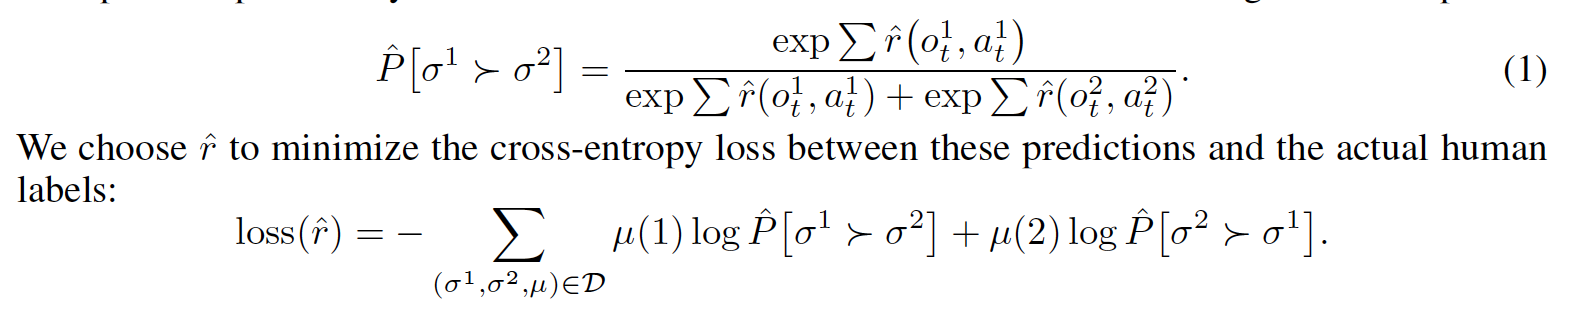 P̂[σ¹ ≻ σ²] = exp ∑ r̂(o¹ₜ, a¹ₜ) / (exp ∑ r̂(o¹ₜ, a¹ₜ) + exp ∑ r̂(o²ₜ, a²ₜ)). (1)
We choose r̂ to minimize the cross-entropy loss between these predictions and the actual human
labels:
loss(r̂) = − ∑_{(σ¹,σ²,μ)∈𝒟} μ(1) log P̂[σ¹ ≻ σ²] + μ(2) log P̂[σ² ≻ σ¹].